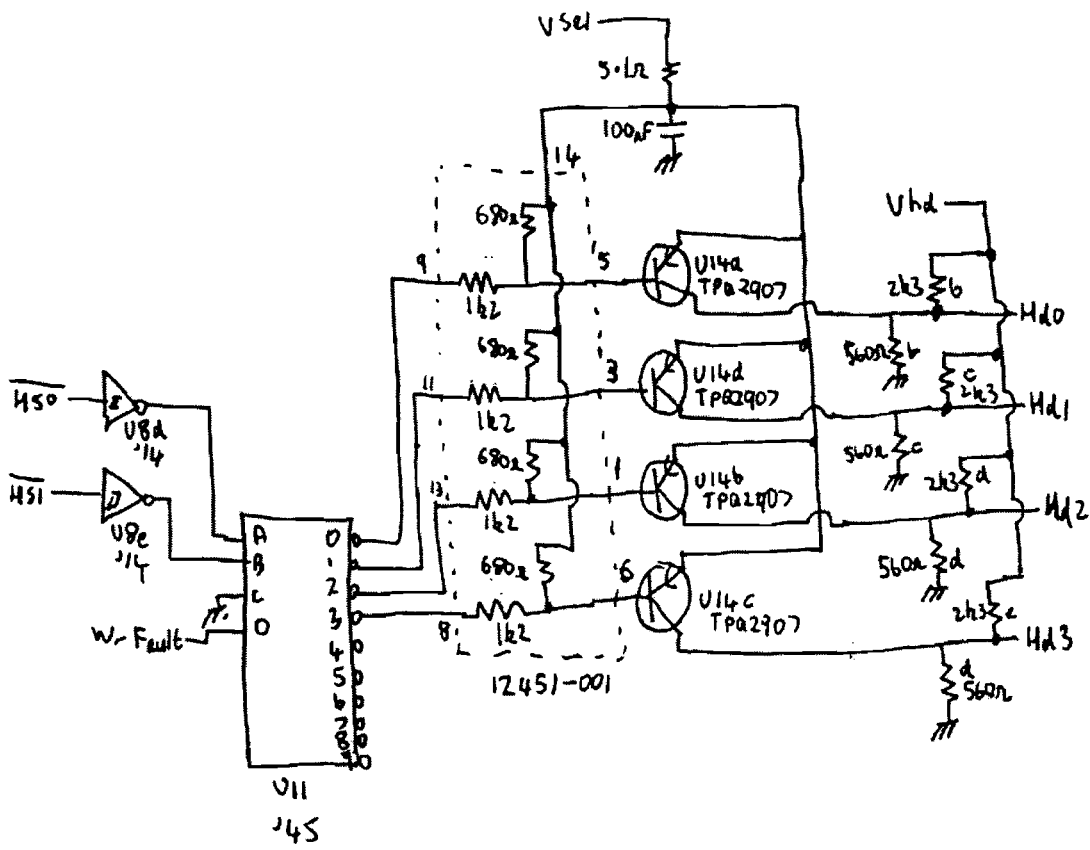 Vsel
5.1Ω
100nF
14
680Ω
9
1k2
5
U14a
TPQ2907
Vhd
2k3
b
560Ω
b
Hd0
680Ω
11
1k2
3
U14d
TPQ2907
c
2k3
560Ω
c
Hd1
HS0
U8d
'14
680Ω
13
1k2
1
U14b
TPQ2907
2k3
d
560Ω
d
Hd2
HS1
U8e
'14
680Ω
8
1k2
6
U14c
TPQ2907
2k3
Hd3
d
560Ω
12451-001
A
B
C
D
Wr Fault
0
1
2
3
4
5
6
7
8
9
U11
'45